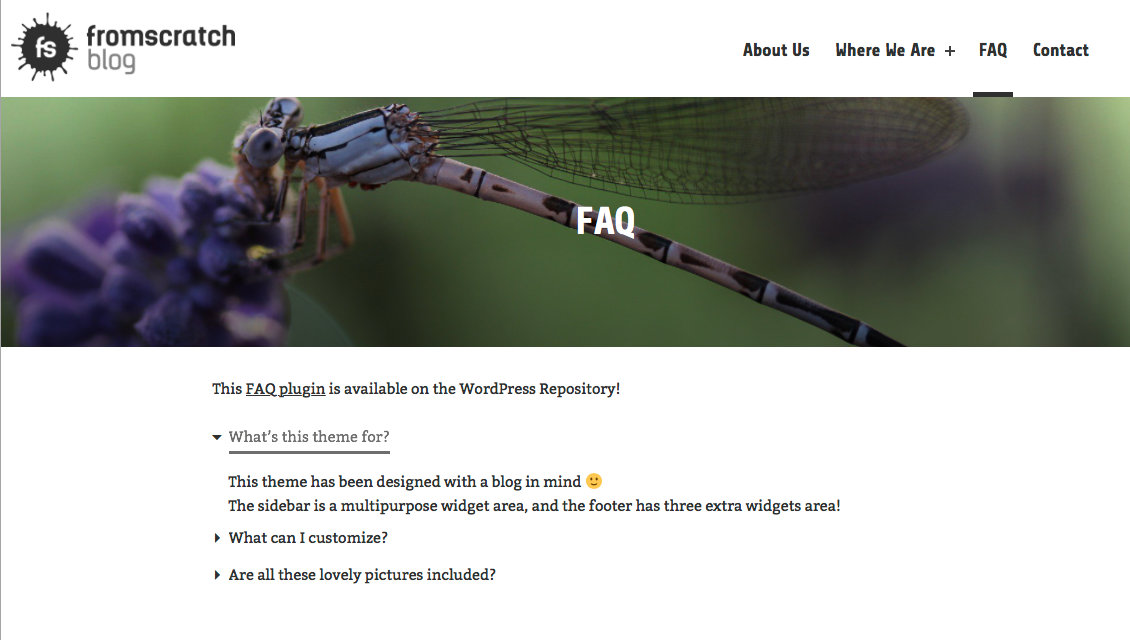 fs
fromscratch
blog
About Us
Where We Are +
FAQ
Contact
FAQ
This FAQ plugin is available on the WordPress Repository!
What’s this theme for?
This theme has been designed with a blog in mind 🙂
The sidebar is a multipurpose widget area, and the footer has three extra widgets area!
What can I customize?
Are all these lovely pictures included?